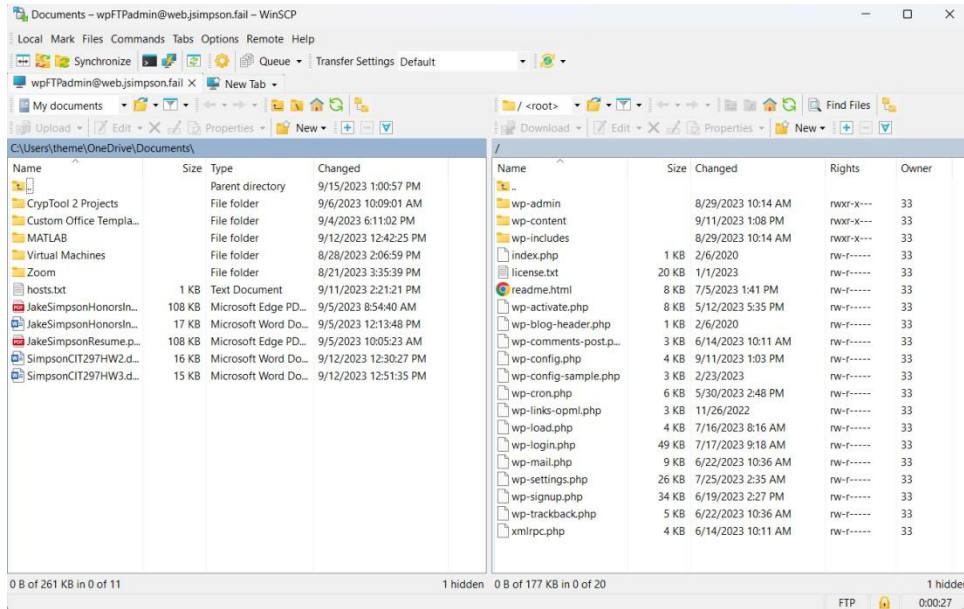 Documents – wpFTPadmin@web.jsimpson.fail – WinSCP
Local Mark Files Commands Tabs Options Remote Help
Synchronize Queue Transfer Settings Default
wpFTPadmin@web.jsimpson.fail New Tab
My documents
Upload Edit Properties New
C:\Users\theme\OneDrive\Documents\
Name Size Type Changed
.. Parent directory 9/15/2023 1:00:57 PM
CrypTool 2 Projects File folder 9/6/2023 10:09:01 AM
Custom Office Templa... File folder 9/4/2023 6:11:02 PM
MATLAB File folder 9/12/2023 12:42:25 PM
Virtual Machines File folder 8/28/2023 2:06:59 PM
Zoom File folder 8/21/2023 3:35:39 PM
hosts.txt 1 KB Text Document 9/11/2023 2:21:21 PM
JakeSimpsonHonorsIn... 108 KB Microsoft Edge PD... 9/5/2023 8:54:40 AM
JakeSimpsonHonorsIn... 17 KB Microsoft Word Do... 9/5/2023 12:13:48 PM
JakeSimpsonResume.p... 108 KB Microsoft Edge PD... 9/5/2023 10:05:23 AM
SimpsonCIT297HW2.d... 16 KB Microsoft Word Do... 9/12/2023 12:30:27 PM
SimpsonCIT297HW3.d... 15 KB Microsoft Word Do... 9/12/2023 12:51:35 PM
0 B of 261 KB in 0 of 11 1 hidden
/ <root> Find Files
Download Edit Properties New
/
Name Size Changed Rights Owner
..
wp-admin 8/29/2023 10:14 AM rwxr-x--- 33
wp-content 9/11/2023 1:08 PM rwxr-x--- 33
wp-includes 8/29/2023 10:14 AM rwxr-x--- 33
index.php 1 KB 2/6/2020 rw-r----- 33
license.txt 20 KB 1/1/2023 rw-r----- 33
readme.html 8 KB 7/5/2023 1:41 PM rw-r----- 33
wp-activate.php 8 KB 5/12/2023 5:35 PM rw-r----- 33
wp-blog-header.php 1 KB 2/6/2020 rw-r----- 33
wp-comments-post.p... 3 KB 6/14/2023 10:11 AM rw-r----- 33
wp-config.php 4 KB 9/11/2023 1:03 PM rw-r----- 33
wp-config-sample.php 3 KB 2/23/2023 rw-r----- 33
wp-cron.php 6 KB 5/30/2023 2:48 PM rw-r----- 33
wp-links-opml.php 3 KB 11/26/2022 rw-r----- 33
wp-load.php 4 KB 7/16/2023 8:16 AM rw-r----- 33
wp-login.php 49 KB 7/17/2023 9:18 AM rw-r----- 33
wp-mail.php 9 KB 6/22/2023 10:36 AM rw-r----- 33
wp-settings.php 26 KB 7/25/2023 2:35 AM rw-r----- 33
wp-signup.php 34 KB 6/19/2023 2:27 PM rw-r----- 33
wp-trackback.php 5 KB 6/22/2023 10:36 AM rw-r----- 33
xmlrpc.php 4 KB 6/14/2023 10:11 AM rw-r----- 33
0 B of 177 KB in 0 of 20 1 hidden
FTP 0:00:27